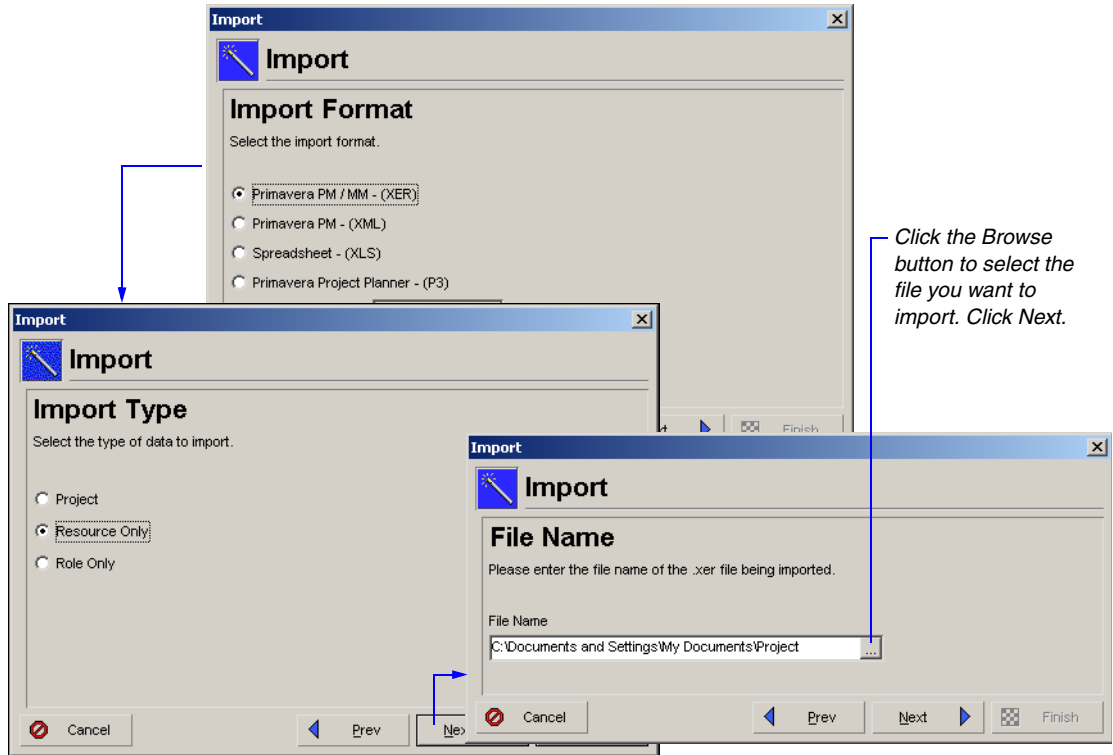 Import
Import
Import Format
Select the import format.
Primavera PM / MM - (XER)
Primavera PM - (XML)
Spreadsheet - (XLS)
Primavera Project Planner - (P3)
Finish
Click the Browse
button to select the
file you want to
import. Click Next.
Import
Import
Import Type
Select the type of data to import.
Project
Resource Only
Role Only
Cancel
Prev
Import
Import
File Name
Please enter the file name of the .xer file being imported.
File Name
C:\Documents and Settings\My Documents\Project
...
Cancel
Prev
Next
Finish